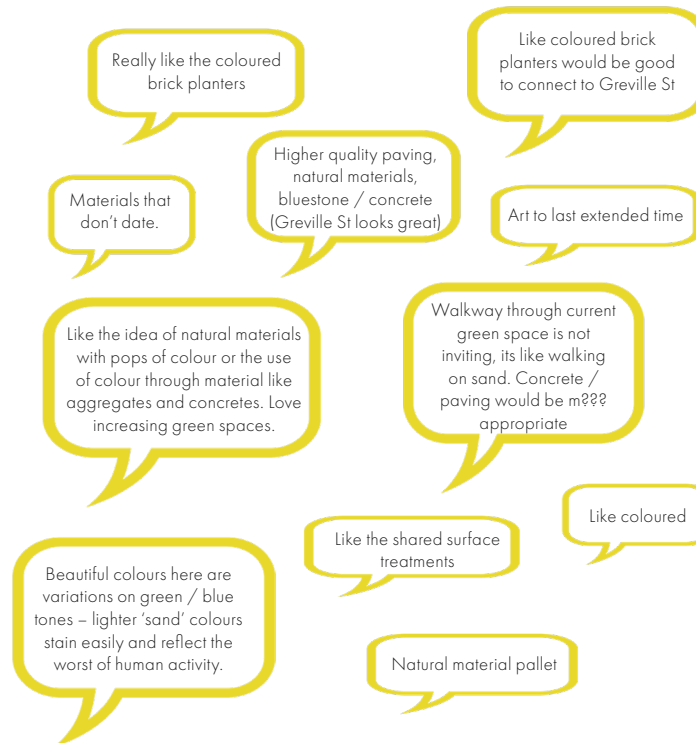 Really like the coloured
brick planters
Like coloured brick
planters would be good
to connect to Greville St
Higher quality paving,
natural materials,
bluestone / concrete
(Greville St looks great)
Materials that
don't date.
Art to last extended time
Like the idea of natural materials
with pops of colour or the use
of colour through material like
aggregates and concretes. Love
increasing green spaces.
Walkway through current
green space is not
inviting, its like walking
on sand. Concrete /
paving would be m???
appropriate
Like coloured
Like the shared surface
treatments
Beautiful colours here are
variations on green / blue
tones – lighter 'sand' colours
stain easily and reflect the
worst of human activity.
Natural material pallet